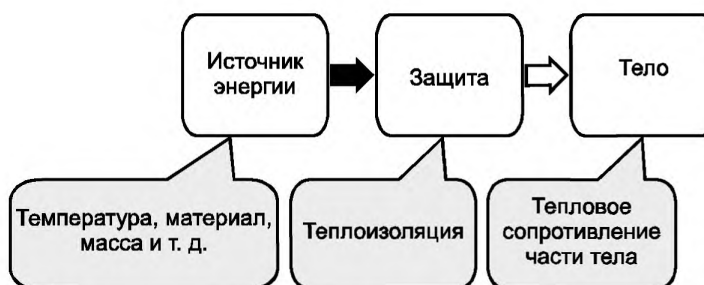 Источник
энергии
Защита
Тело
Температура, материал,
масса и т. д.
Теплоизоляция
Тепловое
сопротивление
части тела